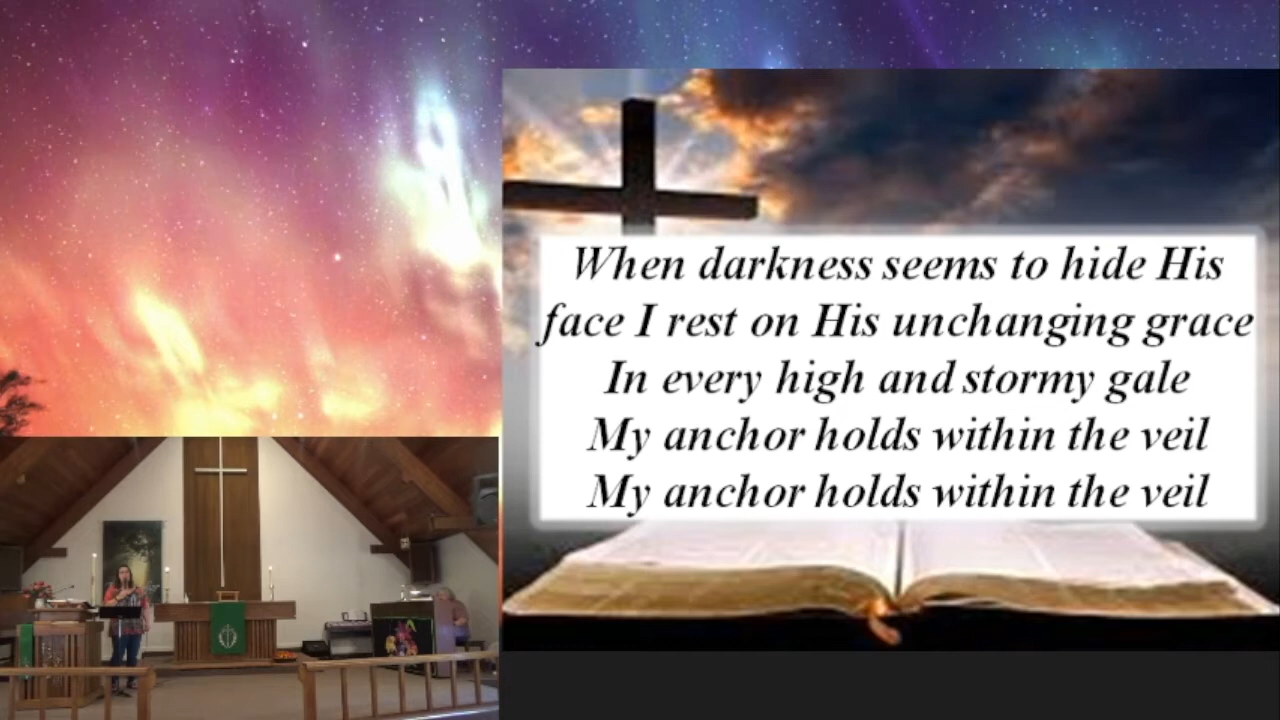 When darkness seems to hide His
face I rest on His unchanging grace
In every high and stormy gale
My anchor holds within the veil
My anchor holds within the veil